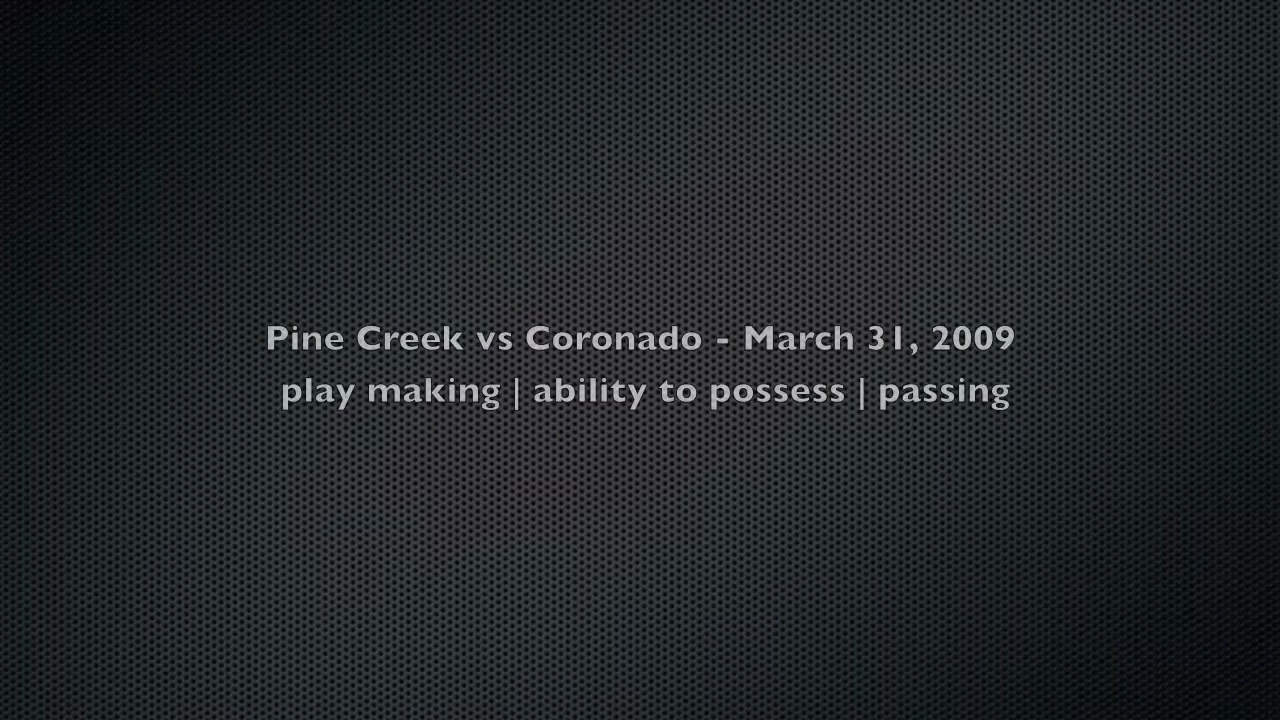 Pine Creek vs Coronado - March 31, 2009
play making | ability to possess | passing